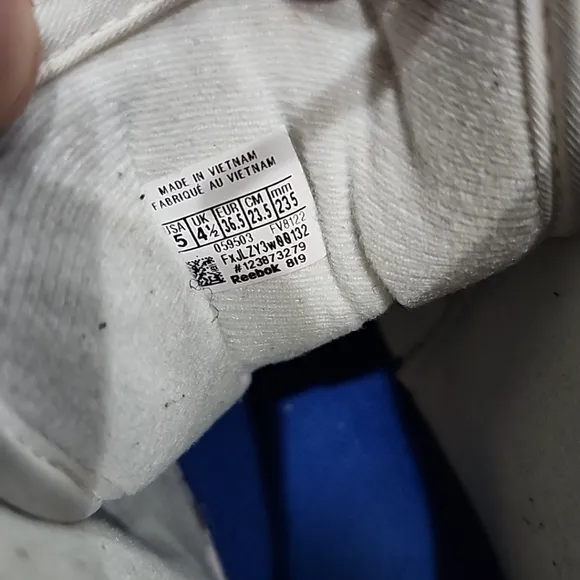 MADE IN VIETNAM
FABRIQUÉ AU VIETNAM
USA UK EUR CM mm
5 4½ 36.5 23.5 235
059503 FV8122
FxJLZY3w00132
#123873279
Reebok 819